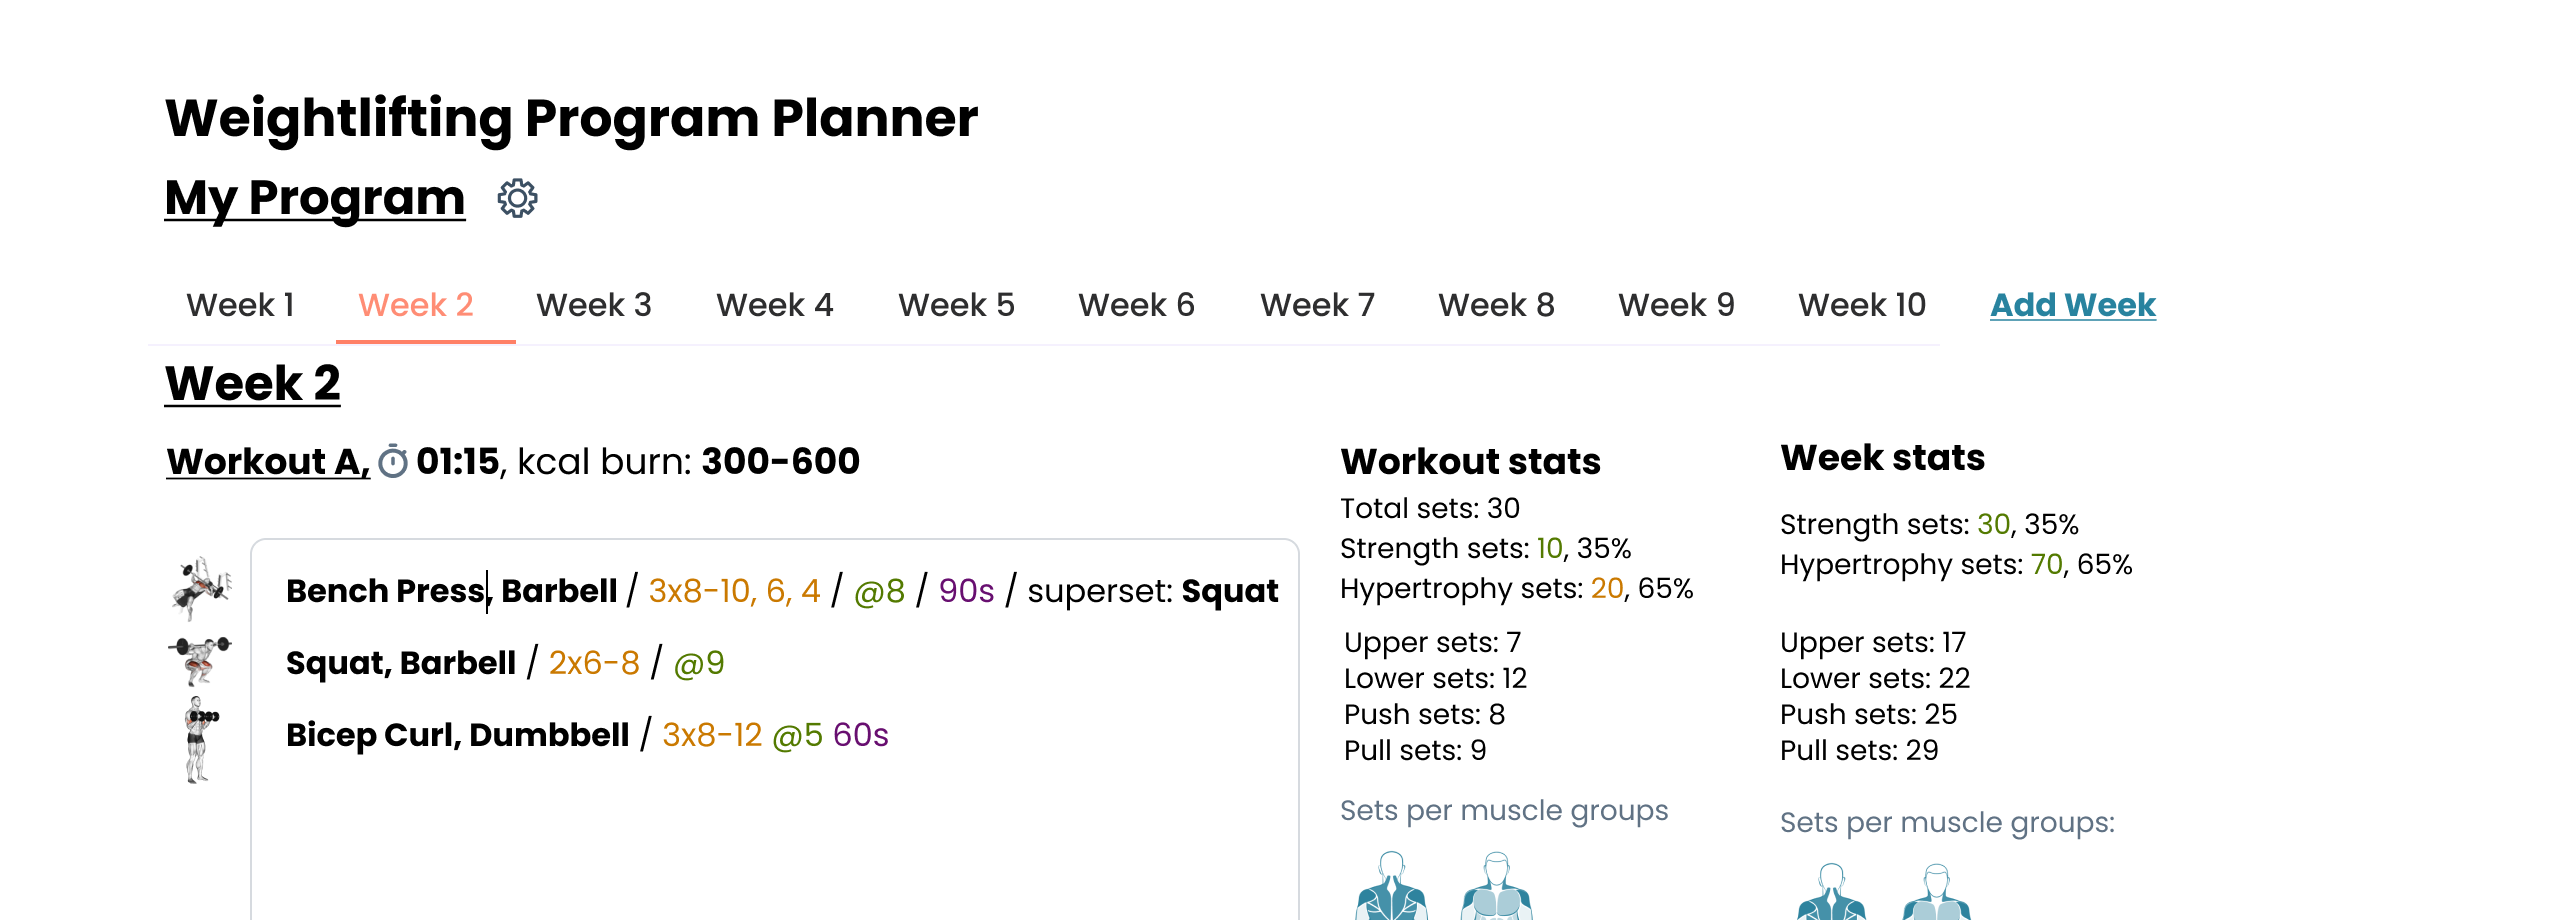 Weightlifting Program Planner
My Program
Week 1 Week 2 Week 3 Week 4 Week 5 Week 6 Week 7 Week 8 Week 9 Week 10 Add Week
Week 2
Workout A, 01:15, kcal burn: 300-600
Bench Press, Barbell / 3x8-10, 6, 4 / @8 / 90s / superset: Squat
Squat, Barbell / 2x6-8 / @9
Bicep Curl, Dumbbell / 3x8-12 @5 60s
Workout stats
Total sets: 30
Strength sets: 10, 35%
Hypertrophy sets: 20, 65%
Upper sets: 7
Lower sets: 12
Push sets: 8
Pull sets: 9
Sets per muscle groups
Week stats
Strength sets: 30, 35%
Hypertrophy sets: 70, 65%
Upper sets: 17
Lower sets: 22
Push sets: 25
Pull sets: 29
Sets per muscle groups: